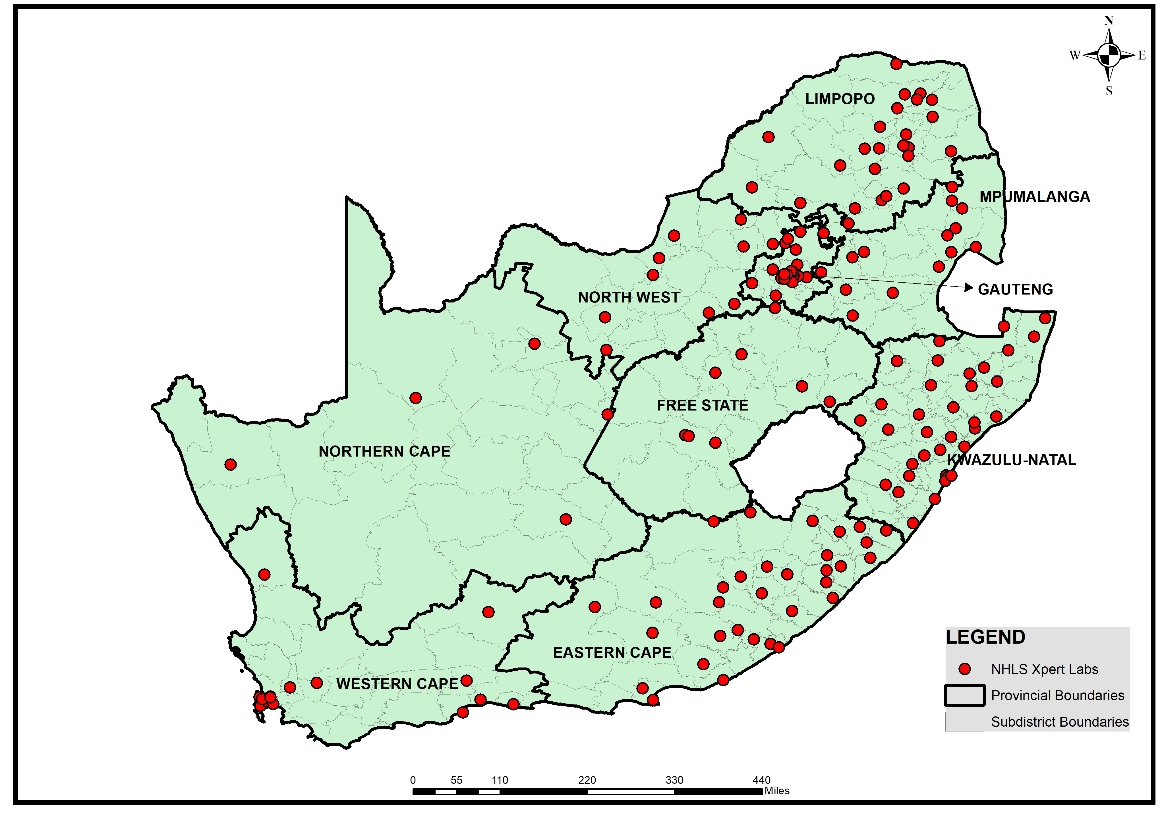 N
W E
S
LIMPOPO
MPUMALANGA
GAUTENG
NORTH WEST
FREE STATE
NORTHERN CAPE
KWAZULU-NATAL
EASTERN CAPE
WESTERN CAPE
LEGEND
NHLS Xpert Labs
Provincial Boundaries
Subdistrict Boundaries
0 55 110 220 330 440
Miles